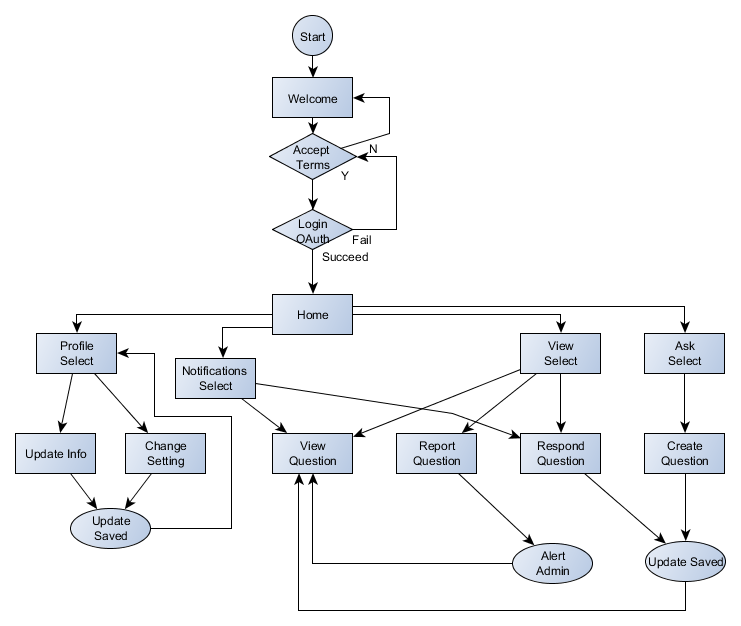 Start
Welcome
Accept
Terms
N
Y
Login
OAuth
Fail
Succeed
Home
Profile
Select
Notifications
Select
View
Select
Ask
Select
Update Info
Change
Setting
View
Question
Report
Question
Respond
Question
Create
Question
Update
Saved
Alert
Admin
Update Saved